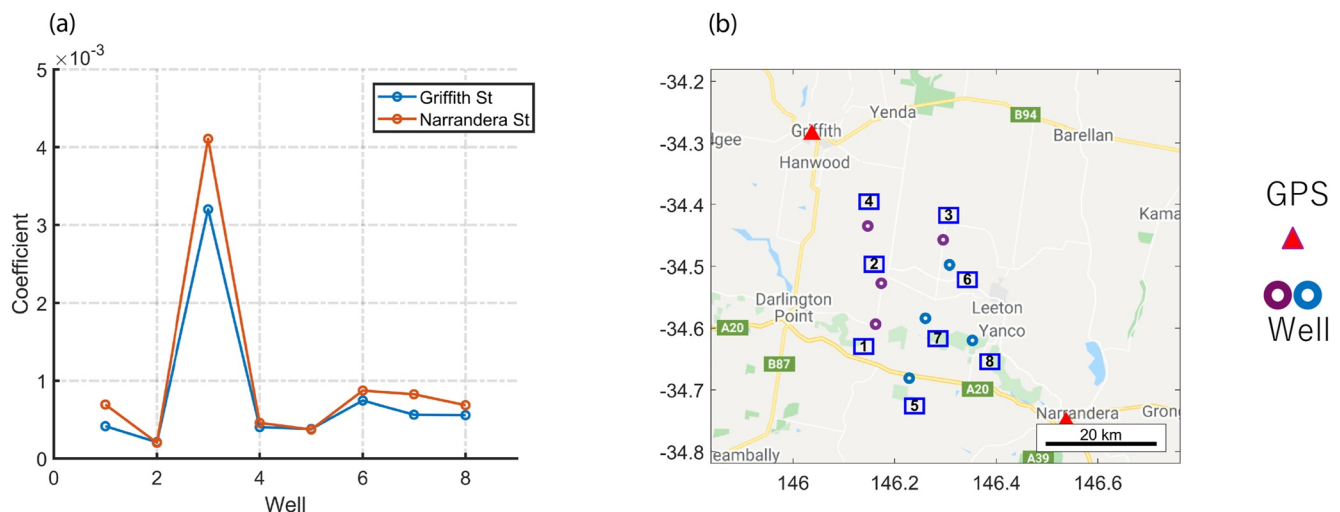 (a)
×10⁻³
5
4
3
2
1
0
Coefficient
0 2 4 6 8
Well
Griffith St
Narrandera St
(b)
-34.2
-34.3
-34.4
-34.5
-34.6
-34.7
-34.8
146 146.2 146.4 146.6
Yenda
B94
Griffith
Barellan
lgee
Hanwood
4
3
Kama
2
6
Darlington
Point
Leeton
A20
Yanco
7
1
8
B87
A20
5
Narrandera
Gron
20 km
eambally
A39
GPS
Well